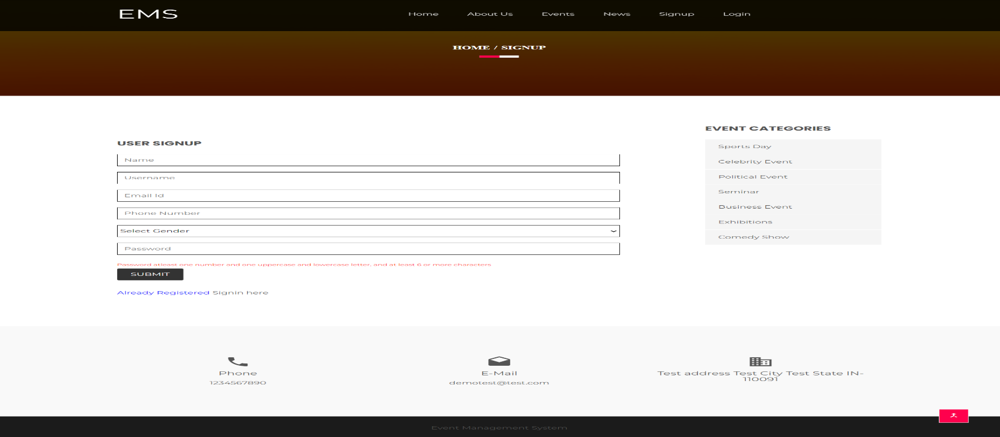 EMS
Home About Us Events News Signup Login
HOME / SIGNUP
USER SIGNUP
Name
Username
Email Id
Phone Number
Select Gender
Password
Password atleast one number and one uppercase and lowercase letter, and at least 6 or more characters
SUBMIT
Already Registered Signin here
EVENT CATEGORIES
Sports Day
Celebrity Event
Political Event
Seminar
Business Event
Exhibitions
Comedy Show
Phone
1234567890
E-Mail
demotest@test.com
Test address Test City Test State IN-
110091
Event Management System